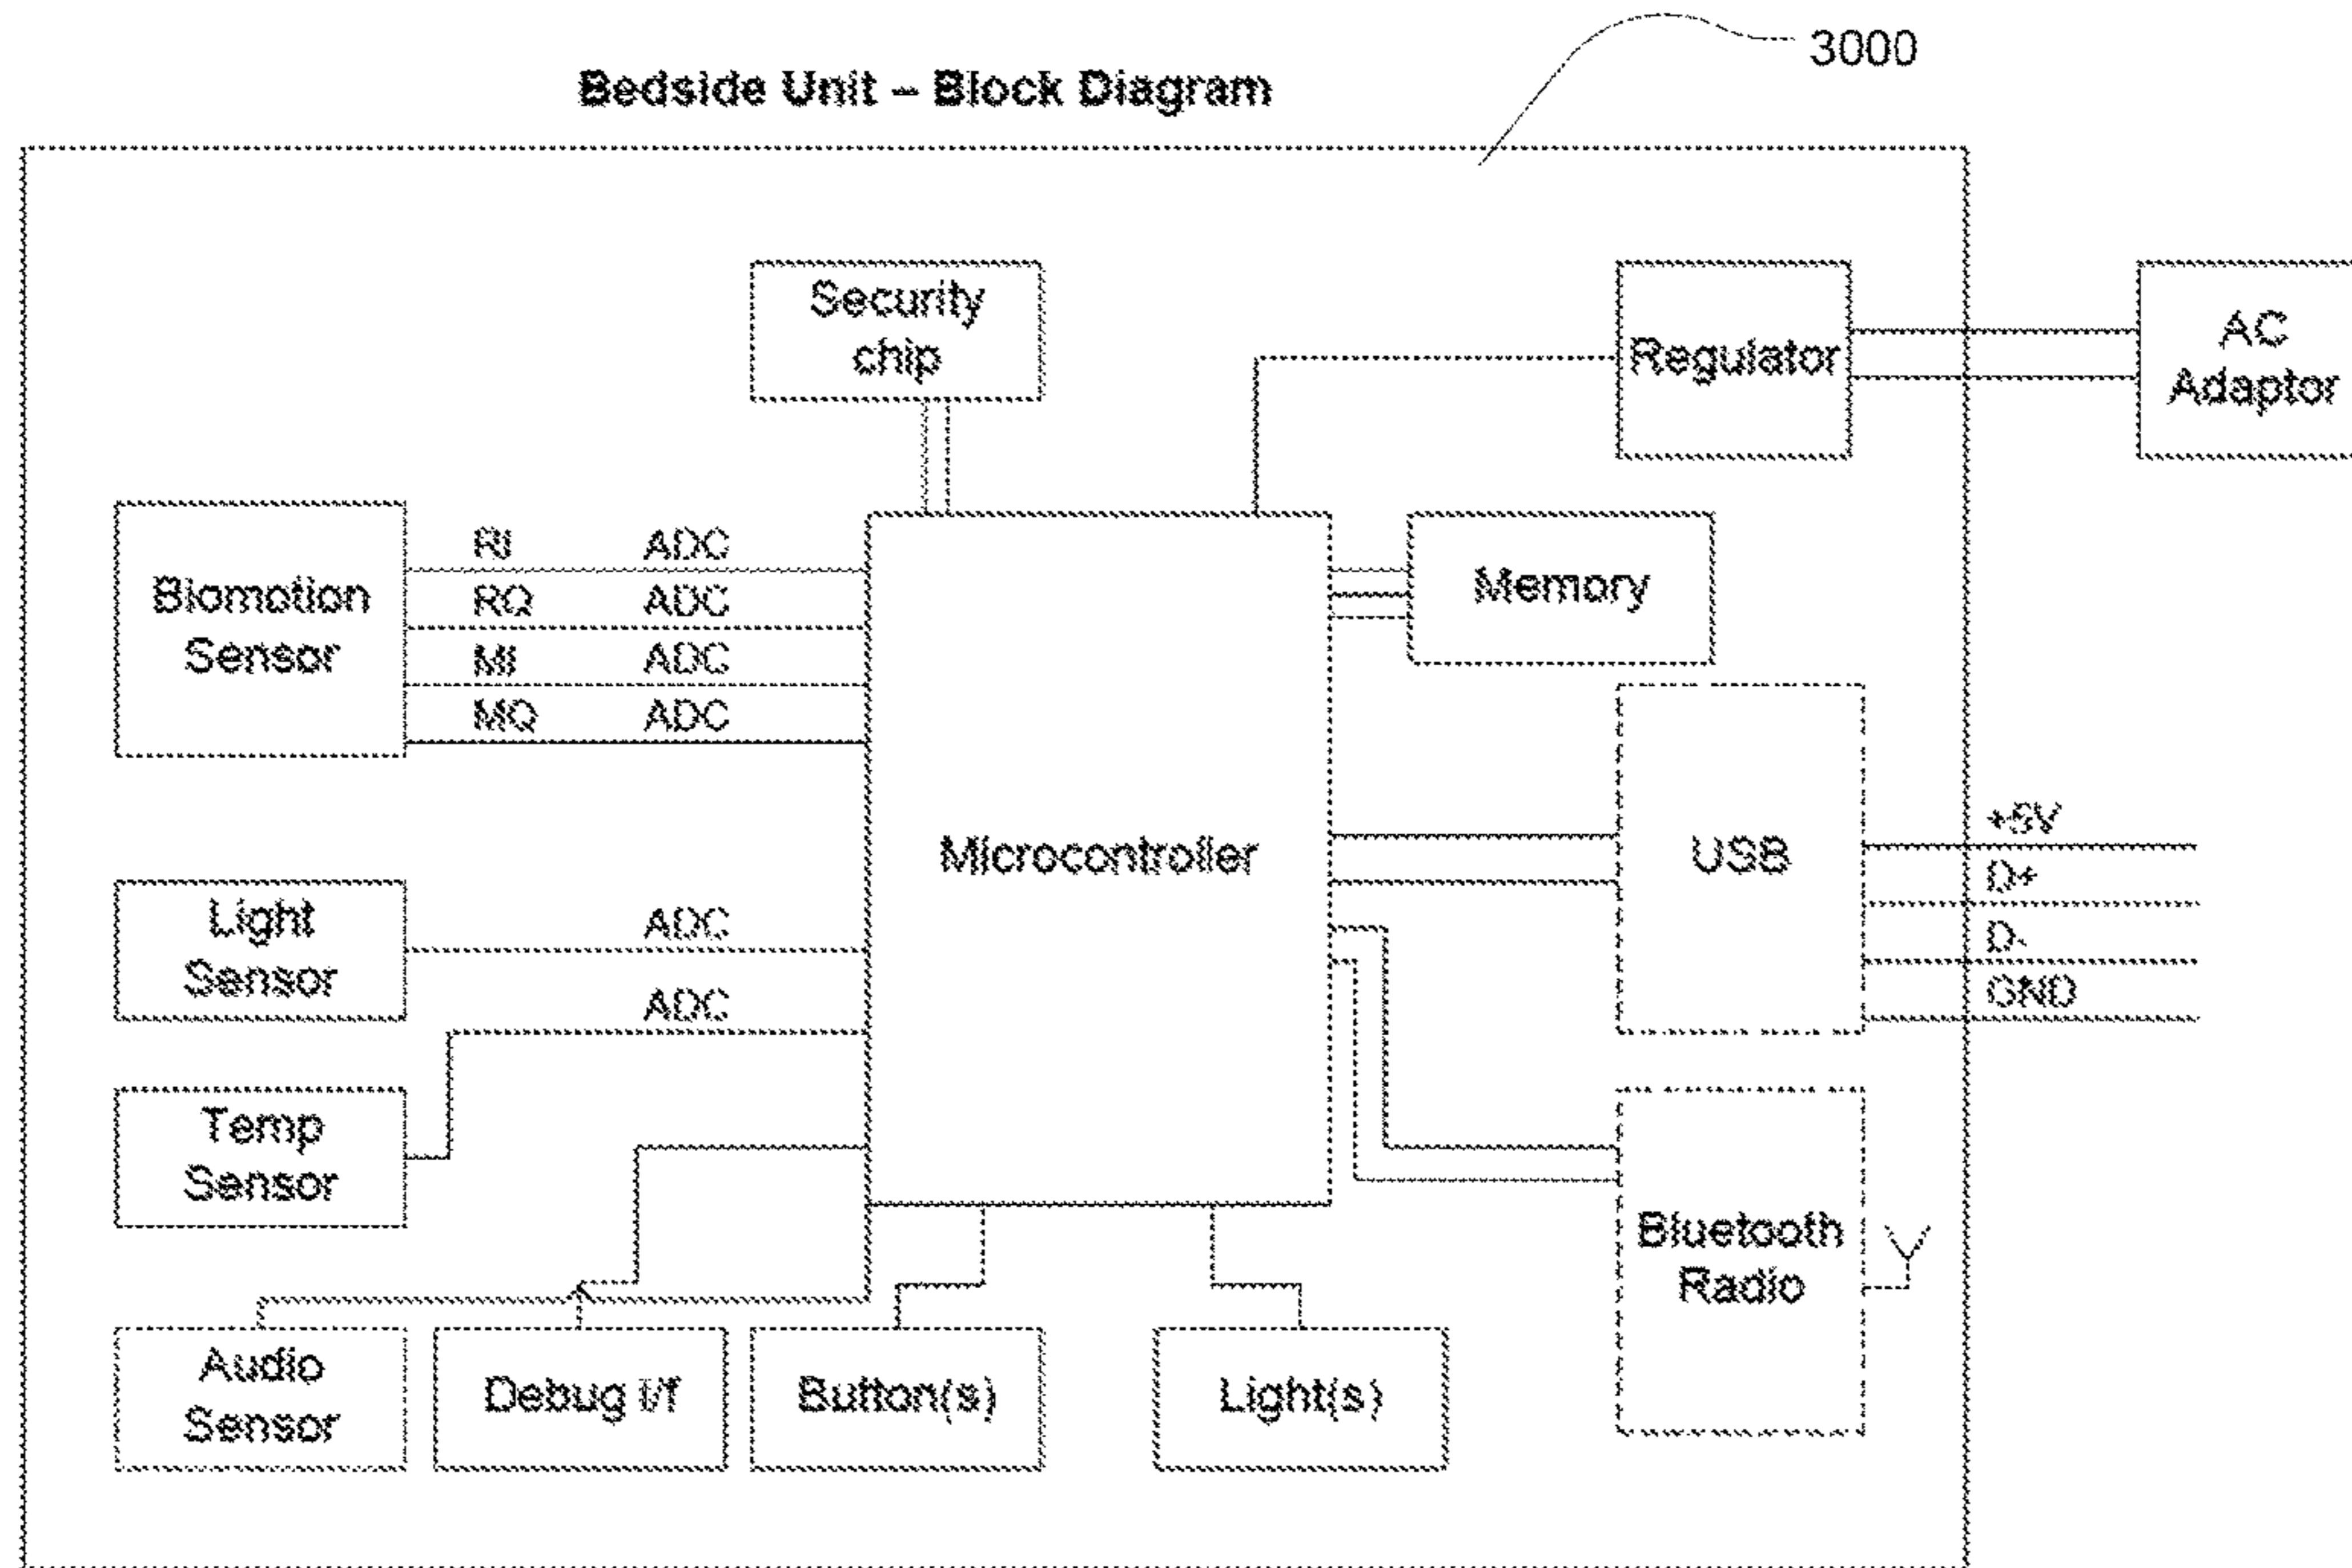 3000
Bedside Unit – Block Diagram
Security
chip
Regulator
AC
Adaptor
Biomotion
Sensor
RI ADC
RQ ADC
MI ADC
MQ ADC
Memory
Microcontroller
USB
+5V
D+
D-
GND
Light
Sensor
ADC
ADC
Temp
Sensor
Bluetooth
Radio
Audio
Sensor
Debug i/f
Button(s)
Light(s)